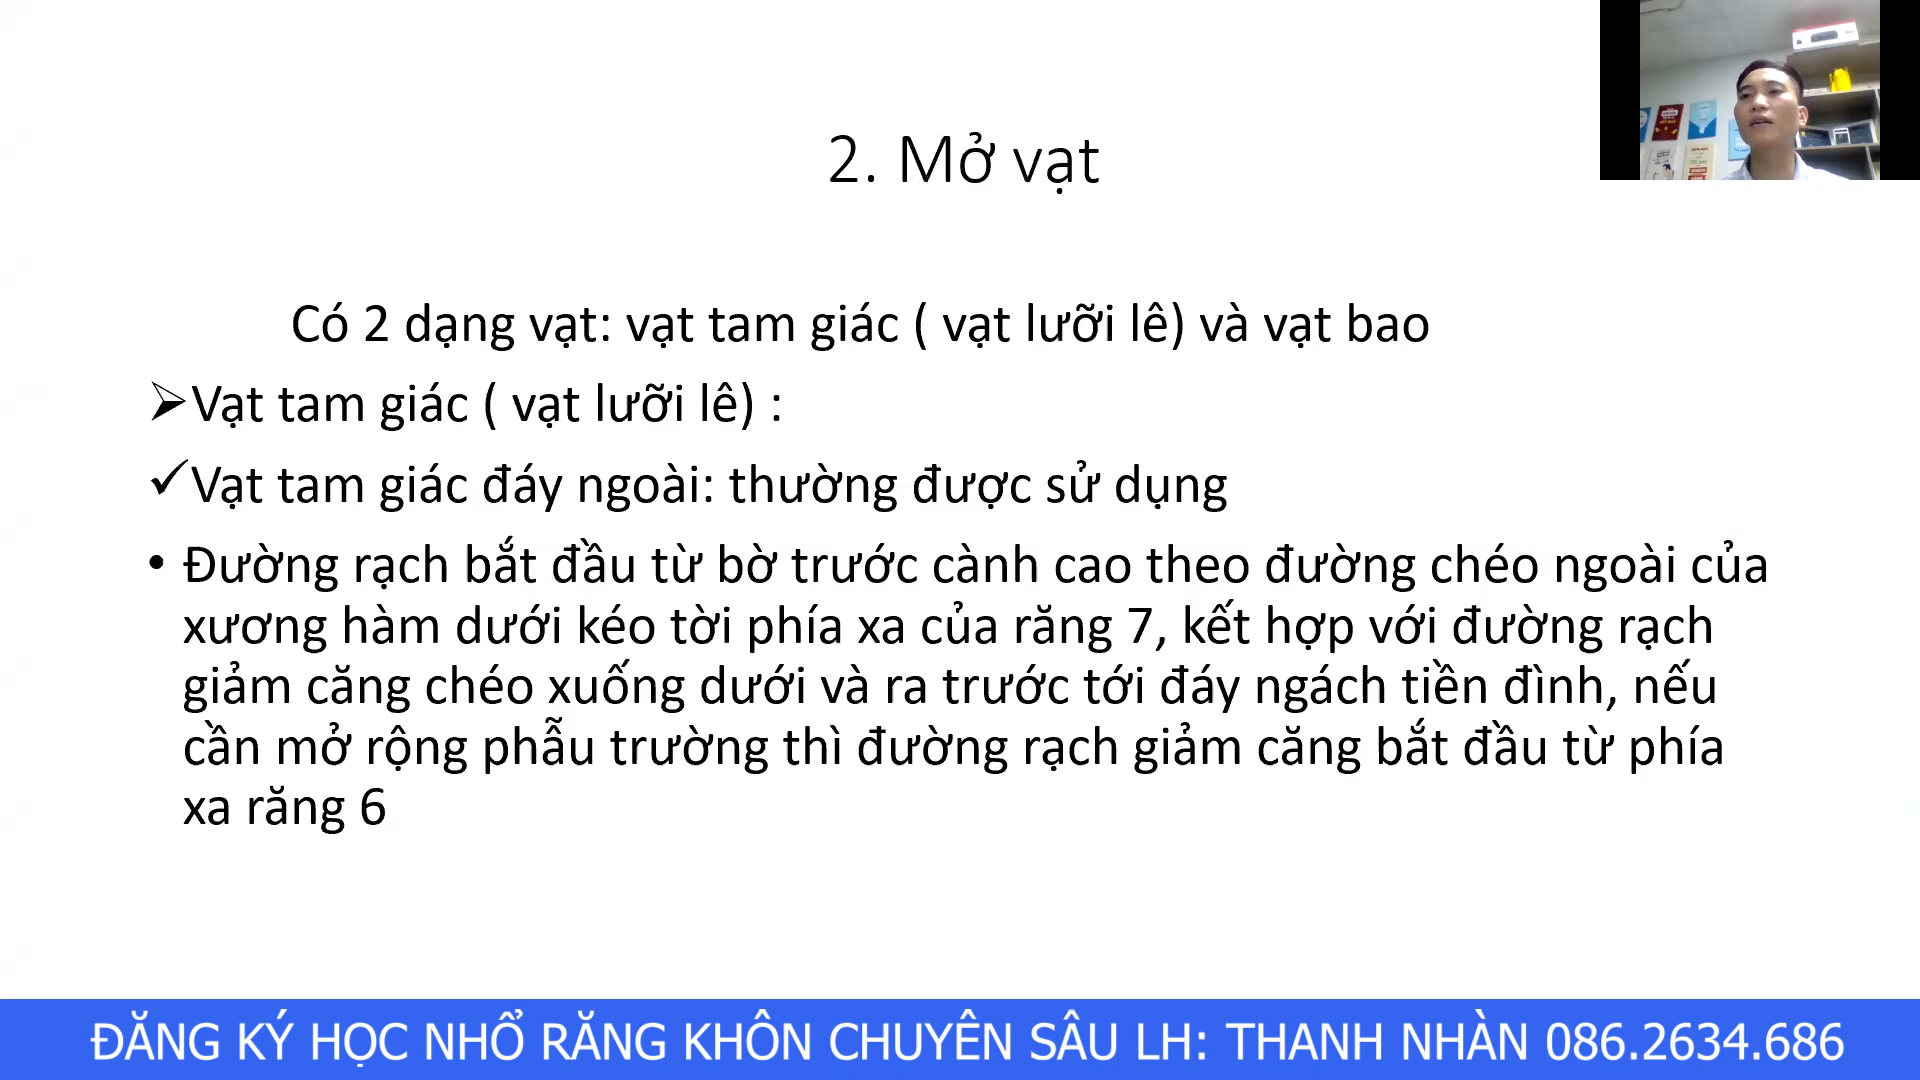 2. Mở vạt
Có 2 dạng vạt: vạt tam giác ( vạt lưỡi lê) và vạt bao
➢Vạt tam giác ( vạt lưỡi lê) :
✓Vạt tam giác đáy ngoài: thường được sử dụng
• Đường rạch bắt đầu từ bờ trước cành cao theo đường chéo ngoài của
xương hàm dưới kéo tời phía xa của răng 7, kết hợp với đường rạch
giảm căng chéo xuống dưới và ra trước tới đáy ngách tiền đình, nếu
cần mở rộng phẫu trường thì đường rạch giảm căng bắt đầu từ phía
xa răng 6
ĐĂNG KÝ HỌC NHỔ RĂNG KHÔN CHUYÊN SÂU LH: THANH NHÀN 086.2634.686